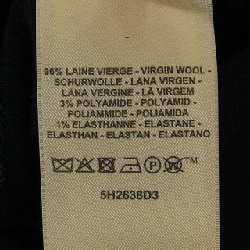 96% LAINE VIERGE - VIRGIN WOOL -
SCHURWOLLE - LANA VIRGEN -
LANA VERGINE - LÃ VIRGEM
3% POLYAMIDE - POLYAMID -
POLIAMMIDE - POLIAMIDA
1% ELASTHANNE - ELASTANE -
ELASTHAN - ELASTAN - ELASTANO
P TM
5H2638D3